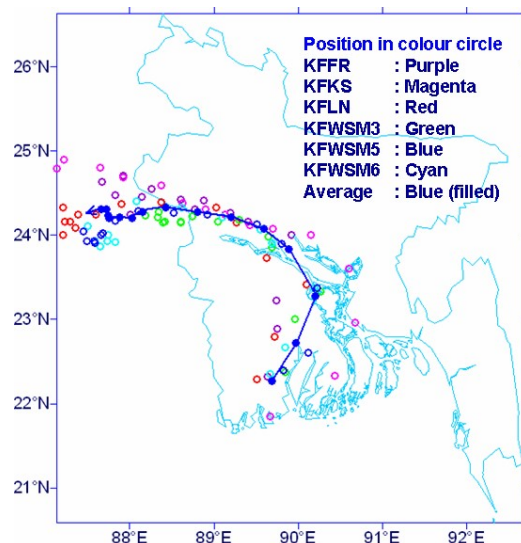 Position in colour circle
KFFR : Purple
KFKS : Magenta
KFLN : Red
KFWSM3 : Green
KFWSM5 : Blue
KFWSM6 : Cyan
Average : Blue (filled)
26°N
25°N
24°N
23°N
22°N
21°N
88°E 89°E 90°E 91°E 92°E